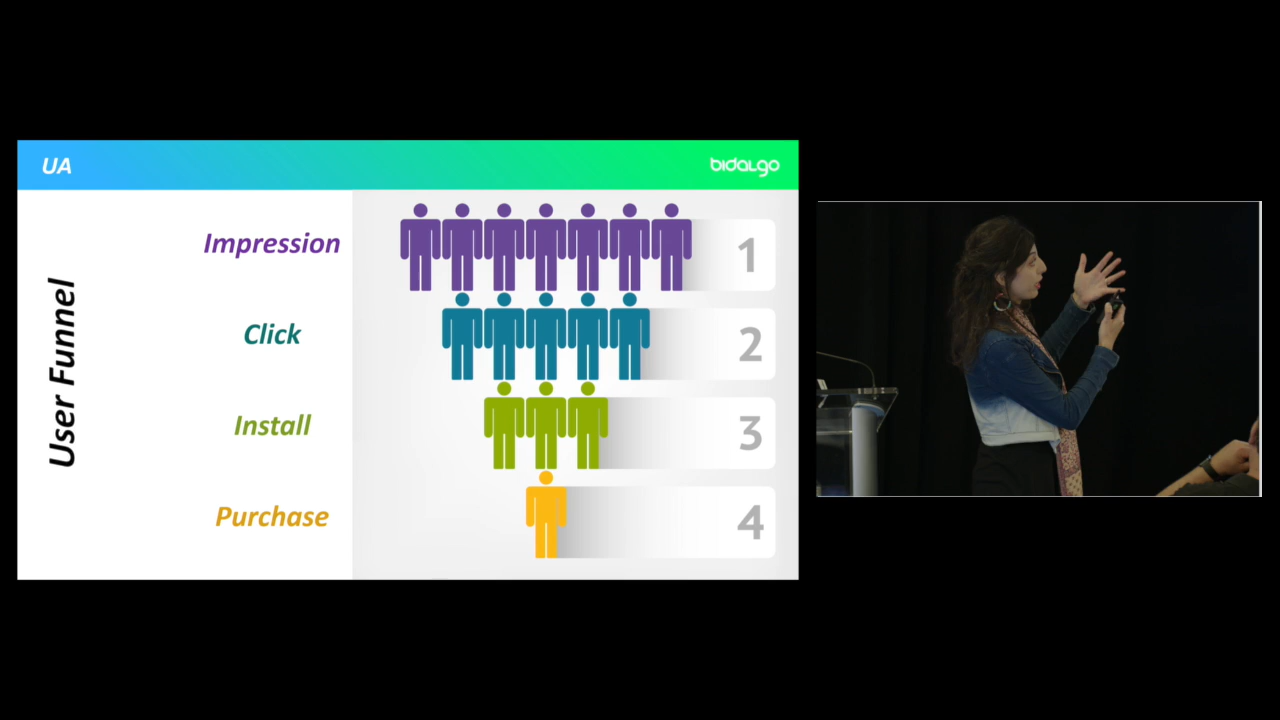 UA
bidalgo
User Funnel
Impression
1
Click
2
Install
3
Purchase
4